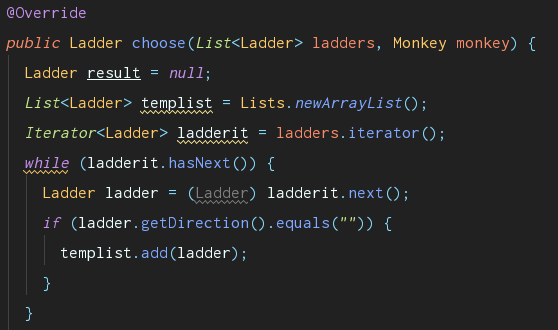 @Override
public Ladder choose(List<Ladder> ladders, Monkey monkey) {
Ladder result = null;
List<Ladder> templist = Lists.newArrayList();
Iterator<Ladder> ladderit = ladders.iterator();
while (ladderit.hasNext()) {
Ladder ladder = (Ladder) ladderit.next();
if (ladder.getDirection().equals("")) {
templist.add(ladder);
}
}